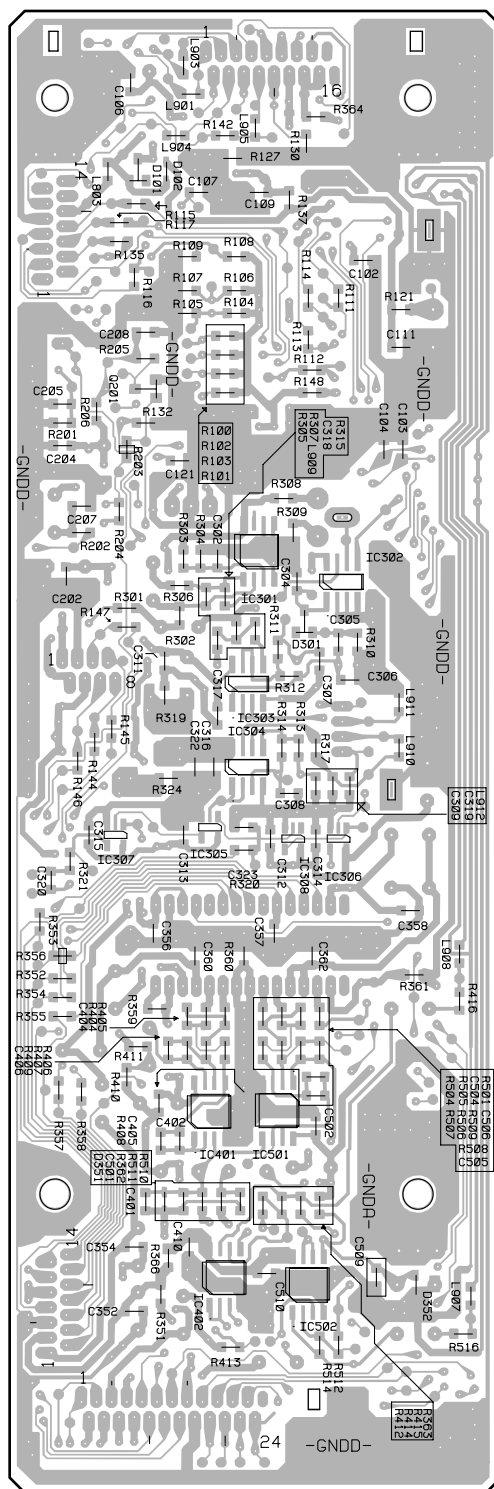 1
L903
C106
L901
16
R364
R142
L905
L904
R130
R127
14
L803
D101
D102
C107
C109
R137
R115
R117
R109
R108
R135
C102
R107
R106
R114
1
R116
R111
R105
R104
R121
C208
R113
C111
R205
-GNDD-
R112
-GNDD-
Q201
R148
C205
R206
R132
R100
R102
R103
R101
R305
R307
L909
C318
R315
C104
C103
R201
C204
R203
C121
-GNDD-
R308
C207
R309
R202
R204
R303
R304
C302
IC302
C202
C304
R301
R306
IC301
R147
R311
C305
R302
D301
R310
-GNDD-
1
C311
8
C306
R312
C317
C307
R319
L911
IC303
R314
R313
IC304
R145
C322
C316
R317
L910
R144
R146
R324
C308
C309
C319
L912
C315
IC307
C313
IC305
C312
IC308
C314
IC306
R321
C323
R320
C320
C358
R353
C356
C357
R356
C360
R360
C362
L908
R352
R361
R354
R416
R355
C404
R404
R405
R359
C406
R409
R407
R406
R411
R410
R504
R507
C504
R509
R508
C505
R505
R506
R501
C506
R357
R358
C402
C502
R408
C405
IC401
IC501
D351
C501
R362
R511
R510
C401
-GNDA-
14
C410
C354
R366
C509
C510
C352
IC402
D352
L907
R351
IC502
R516
1
R413
R514
R512
1
R412
R414
R415
R363
24
-GNDD-